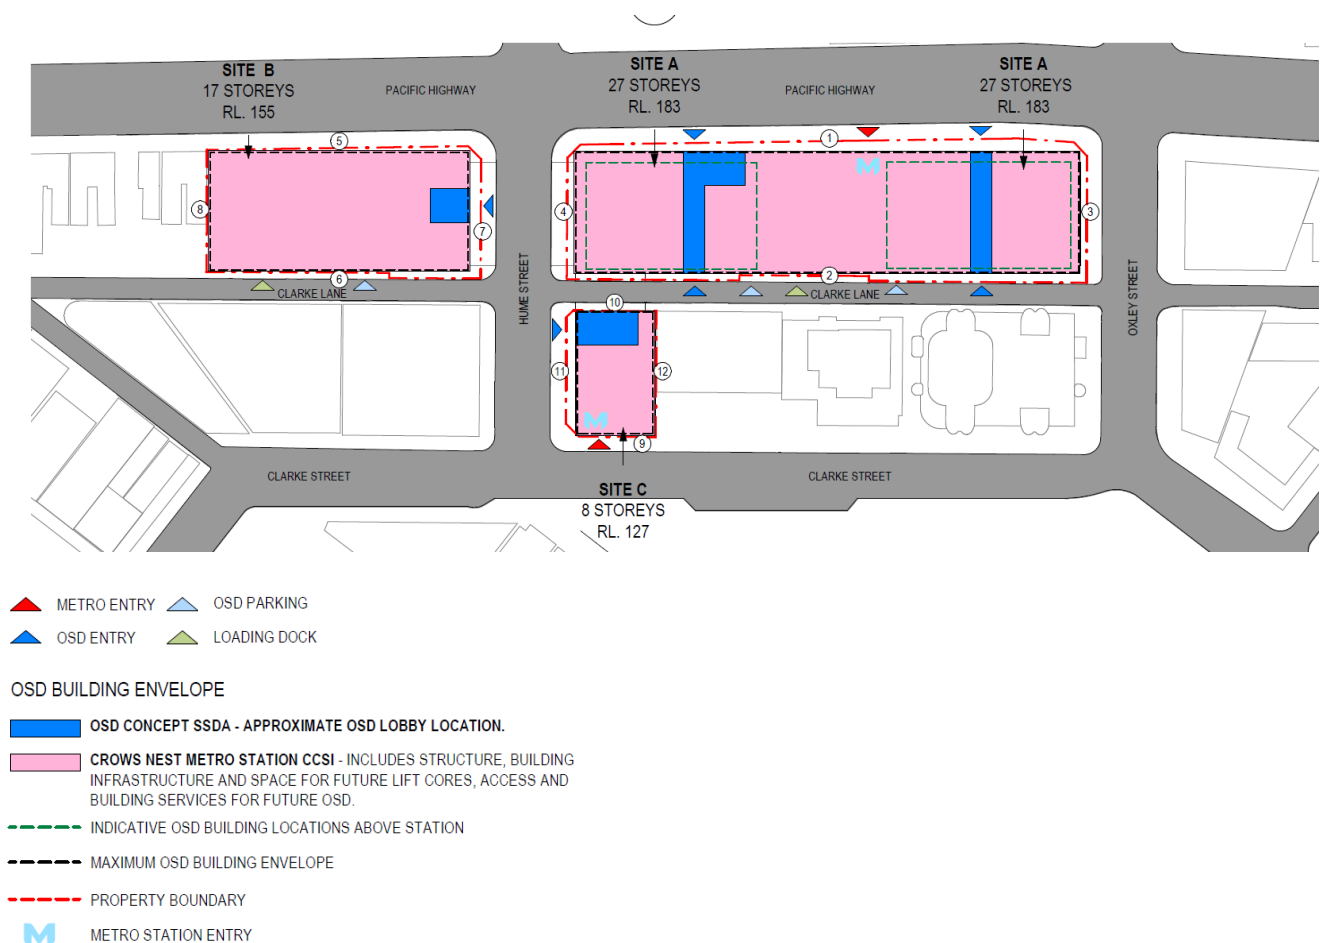 SITE B
17 STOREYS
RL. 155
PACIFIC HIGHWAY
SITE A
27 STOREYS
RL. 183
PACIFIC HIGHWAY
SITE A
27 STOREYS
RL. 183
5
1
M
8
7
4
3
6
2
CLARKE LANE
CLARKE LANE
HUME STREET
OXLEY STREET
10
11
12
M
9
CLARKE STREET
CLARKE STREET
SITE C
8 STOREYS
RL. 127
METRO ENTRY
OSD PARKING
OSD ENTRY
LOADING DOCK
OSD BUILDING ENVELOPE
OSD CONCEPT SSDA - APPROXIMATE OSD LOBBY LOCATION.
CROWS NEST METRO STATION CCSI - INCLUDES STRUCTURE, BUILDING
INFRASTRUCTURE AND SPACE FOR FUTURE LIFT CORES, ACCESS AND
BUILDING SERVICES FOR FUTURE OSD.
INDICATIVE OSD BUILDING LOCATIONS ABOVE STATION
MAXIMUM OSD BUILDING ENVELOPE
PROPERTY BOUNDARY
M METRO STATION ENTRY